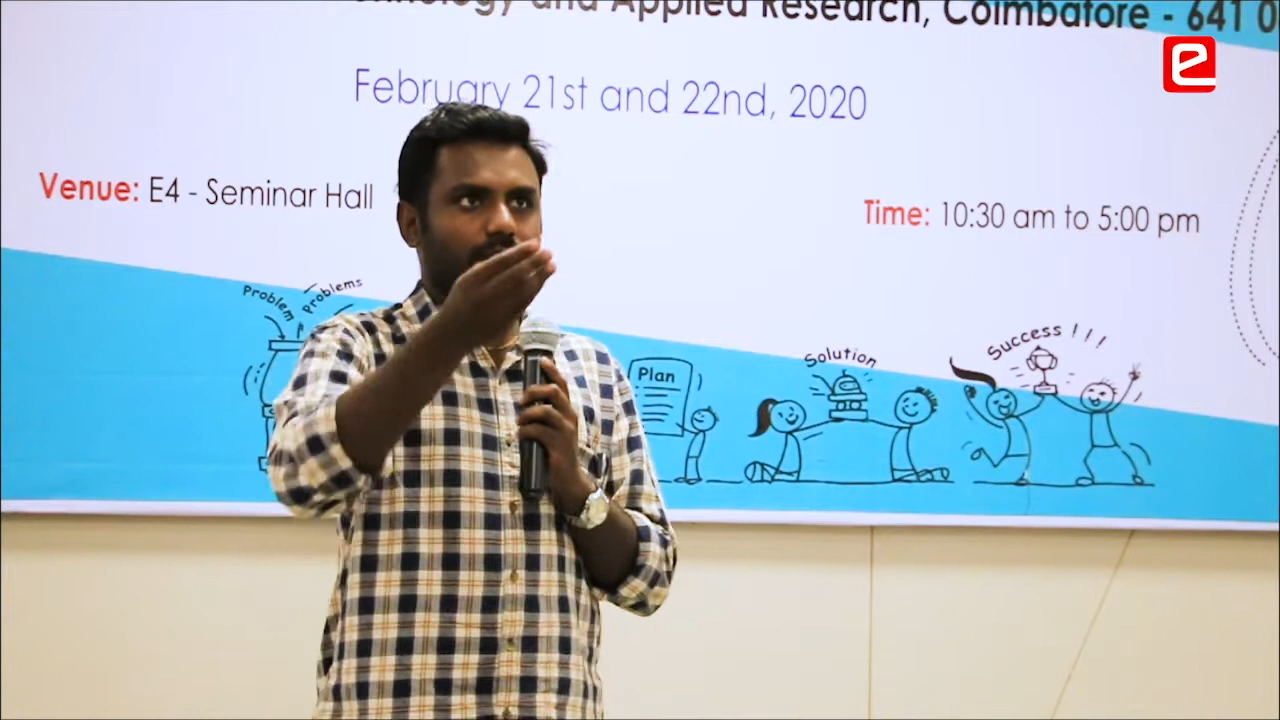 and Applied Research, Coimbatore - 641 0
February 21st and 22nd, 2020
Venue: E4 - Seminar Hall
Time: 10:30 am to 5:00 pm
Problem
Problems
Plan
Solution
Success !!!
e